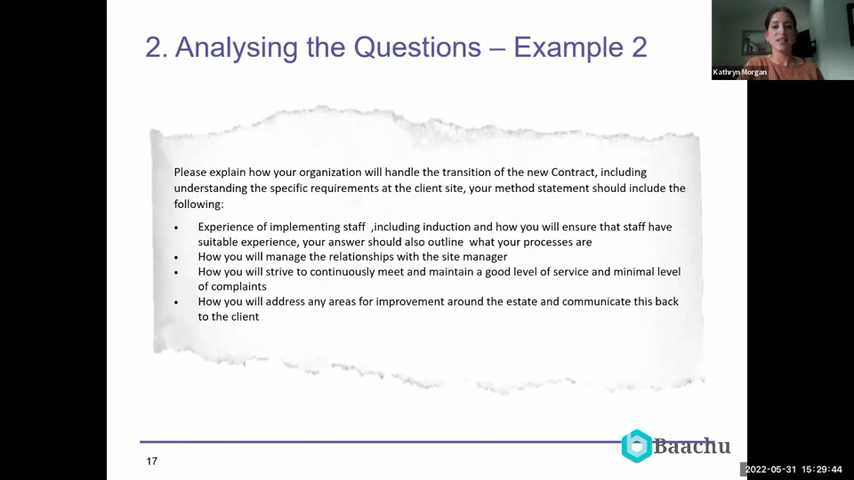 2. Analysing the Questions – Example 2
Kathryn Morgan
Please explain how your organization will handle the transition of the new Contract, including
understanding the specific requirements at the client site, your method statement should include the
following:
• Experience of implementing staff ,including induction and how you will ensure that staff have
suitable experience, your answer should also outline what your processes are
• How you will manage the relationships with the site manager
• How you will strive to continuously meet and maintain a good level of service and minimal level
of complaints
• How you will address any areas for improvement around the estate and communicate this back
to the client
Baachu
17
2022-05-31 15:29:44